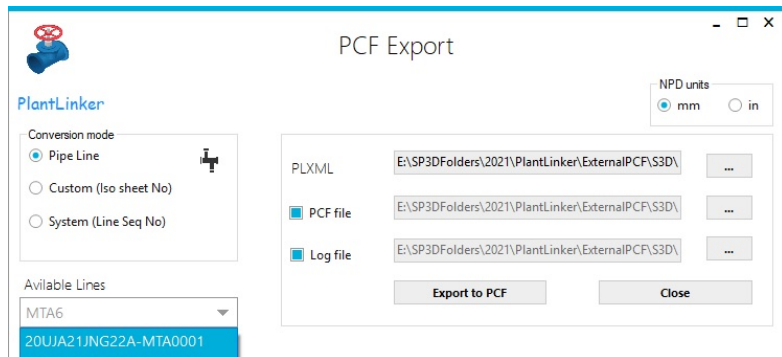 PCF Export
NPD units
mm in
PlantLinker
Conversion mode
Pipe Line
Custom (Iso sheet No)
System (Line Seq No)
PLXML E:\SP3DFolders\2021\PlantLinker\ExternalPCF\S3D\ ...
PCF file E:\SP3DFolders\2021\PlantLinker\ExternalPCF\S3D\ ...
Log file E:\SP3DFolders\2021\PlantLinker\ExternalPCF\S3D\ ...
Export to PCF Close
Avilable Lines
MTA6
20UJA21JNG22A-MTA0001